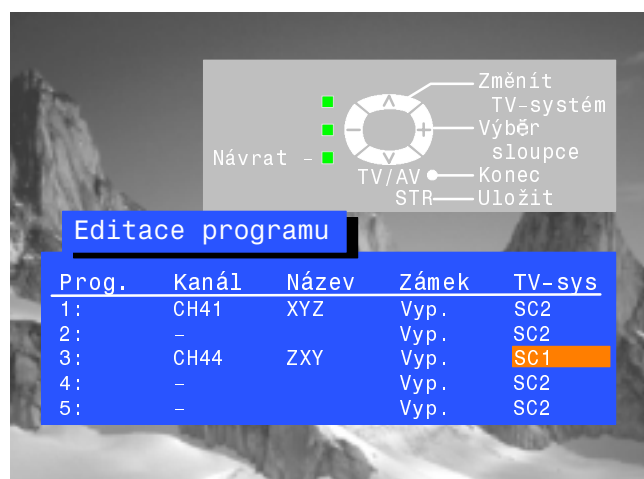 Změnít
TV-systém
Výběr
sloupce
Návrat -
TV/AV
Konec
STR
Uložit
Editace programu
Prog. Kanál Název Zámek TV-sys
1: CH41 XYZ Vyp. SC2
2: - Vyp. SC2
3: CH44 ZXY Vyp. SC1
4: - Vyp. SC2
5: - Vyp. SC2